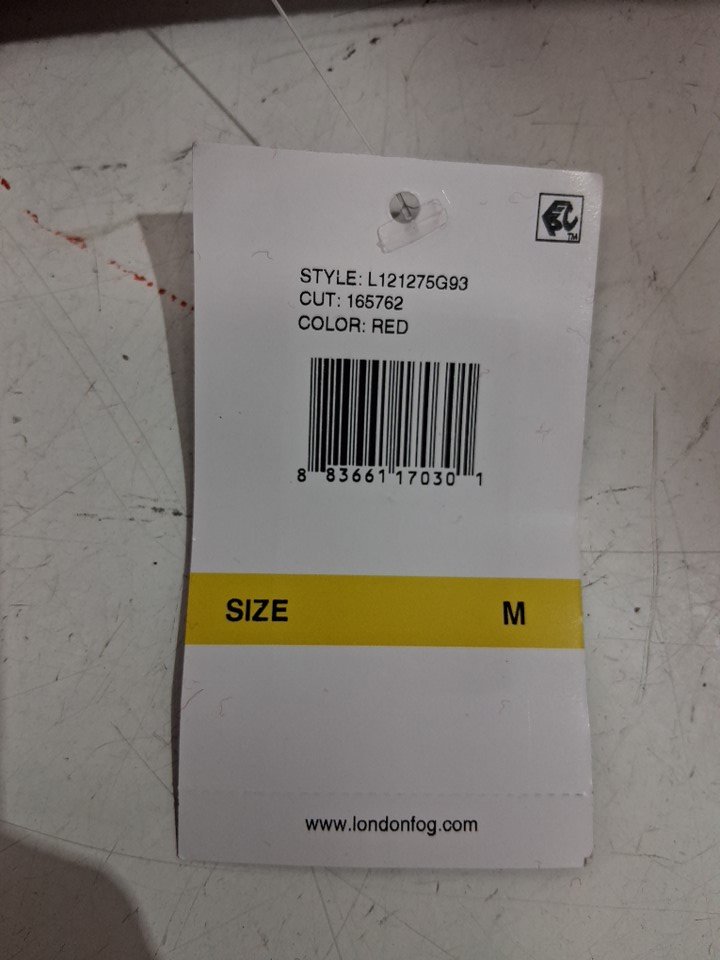 STYLE: L121275G93
CUT: 165762
COLOR: RED
8 83661 17030 1
SIZE M
www.londonfog.com